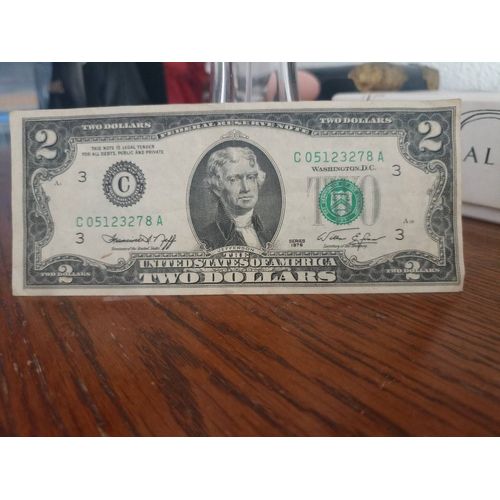 2 TWO DOLLARS FEDERAL RESERVE NOTE TWO DOLLARS 2
THIS NOTE IS LEGAL TENDER
FOR ALL DEBTS, PUBLIC AND PRIVATE
C 05123278 A
WASHINGTON, D.C.
3 3
C
TWO
C 05123278 A
3 3
JEFFERSON
SERIES
1976
THE
UNITED STATES OF AMERICA
2 TWO DOLLARS 2
TWO DOLLARS TWO DOLLARS
AL